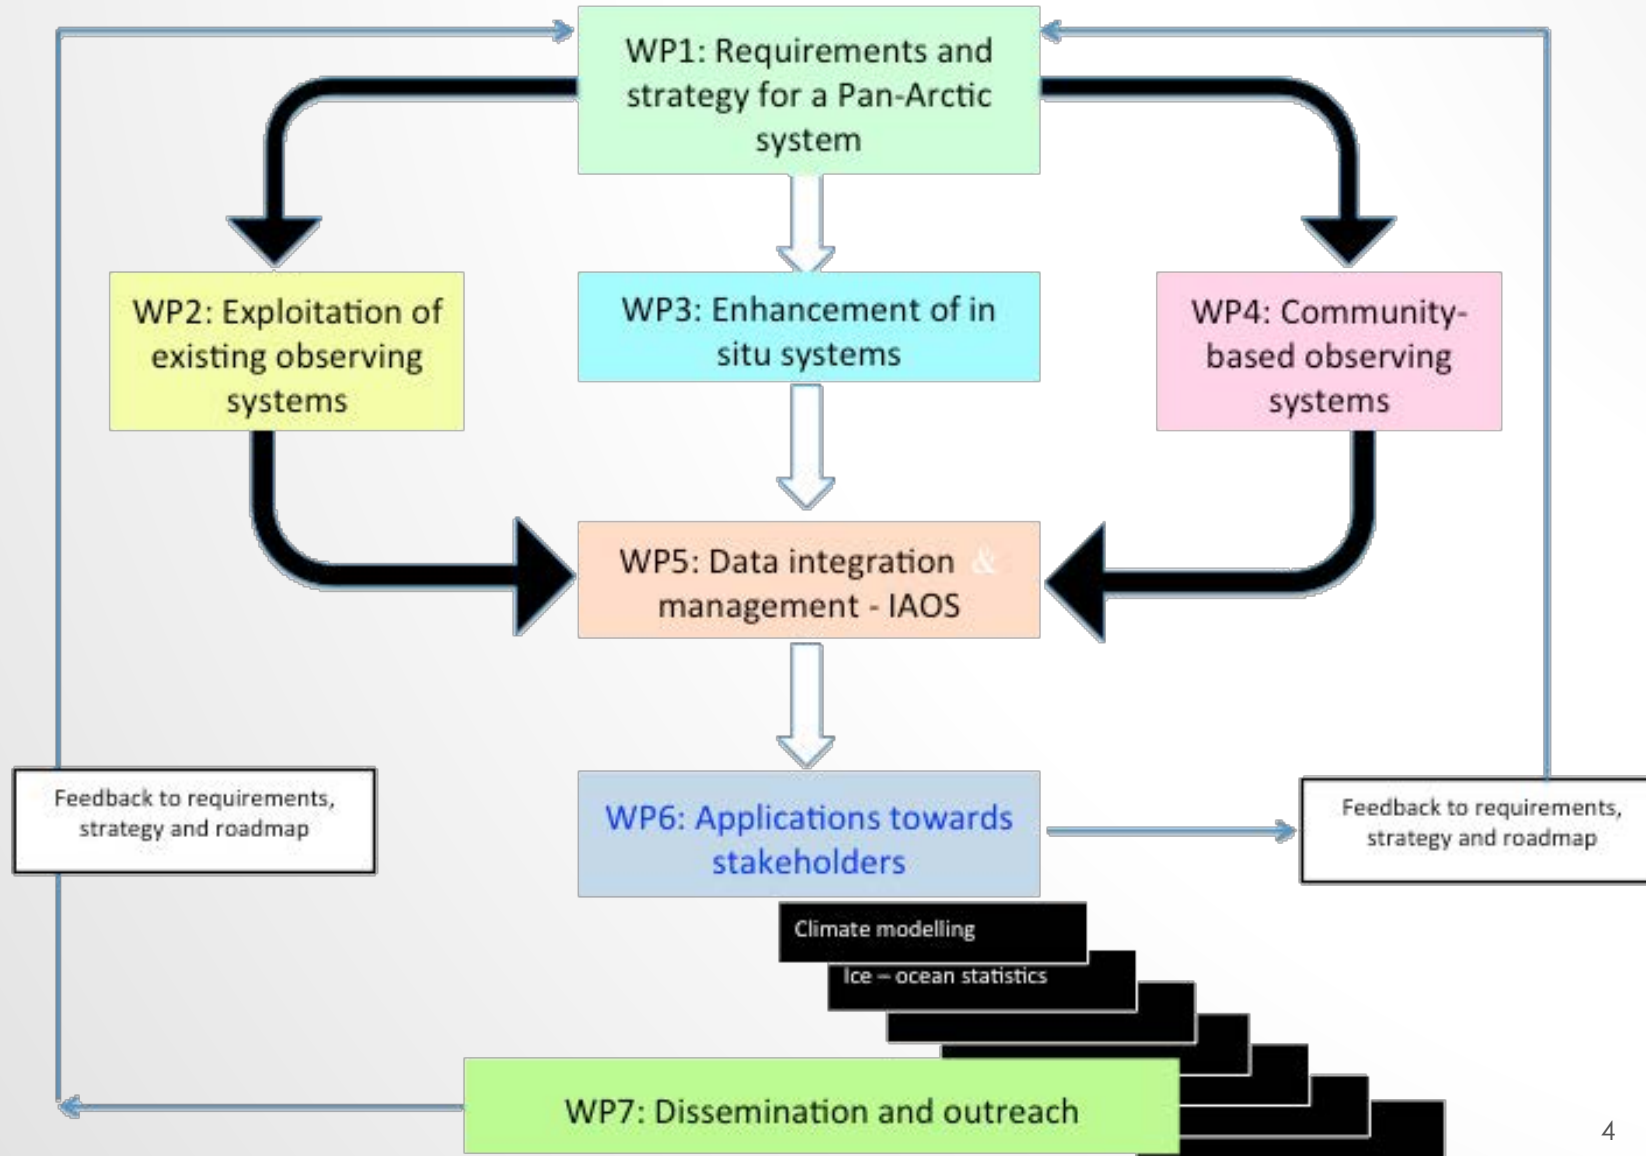 WP1: Requirements and
strategy for a Pan-Arctic
system
WP2: Exploitation of
existing observing
systems
WP3: Enhancement of in
situ systems
WP4: Community-
based observing
systems
WP5: Data integration &
management - IAOS
Feedback to requirements,
strategy and roadmap
WP6: Applications towards
stakeholders
Feedback to requirements,
strategy and roadmap
Climate modelling
Ice – ocean statistics
WP7: Dissemination and outreach
4